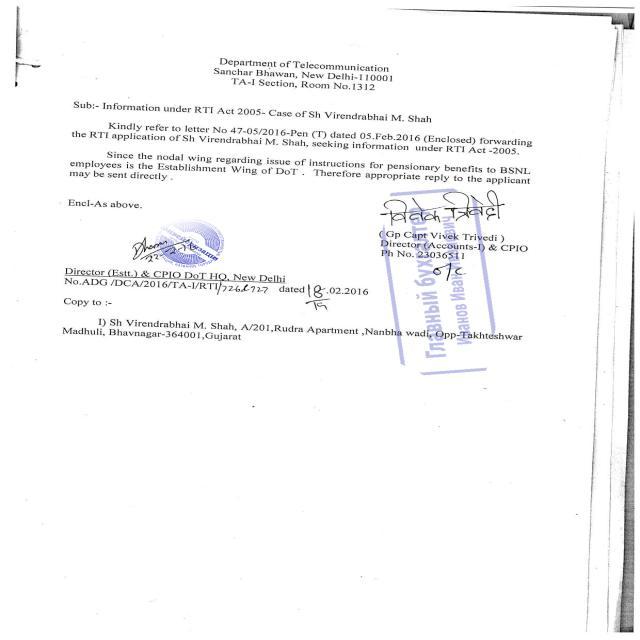 Department of Telecommunication
Sanchar Bhawan, New Delhi-110001
TA-I Section, Room No.1312
Sub:- Information under RTI Act 2005- Case of Sh Virendrabhai M. Shah
Kindly refer to letter No 47-05/2016-Pen (T) dated 05.Feb.2016 (Enclosed) forwarding
the RTI application of Sh Virendrabhai M. Shah, seeking information under RTI Act -2005.
Since the nodal wing regarding issue of instructions for pensionary benefits to BSNL
employees is the Establishment Wing of DoT . Therefore appropriate reply to the applicant
may be sent directly .
Encl-As above.
विवेक त्रिवेदी
( Gp Capt Vivek Trivedi )
Director (Accounts-I) & CPIO
Ph No. 23036511
o/c
Director (Estt.) & CPIO DoT HQ, New Delhi
No.ADG /DCA/2016/TA-I/RTI/ dated 18.02.2016
Copy to :-
I) Sh Virendrabhai M. Shah, A/201,Rudra Apartment ,Nanbha wadi, Opp-Takhteshwar
Madhuli, Bhavnagar-364001,Gujarat
Главный бухгалтер
Иванов Иван